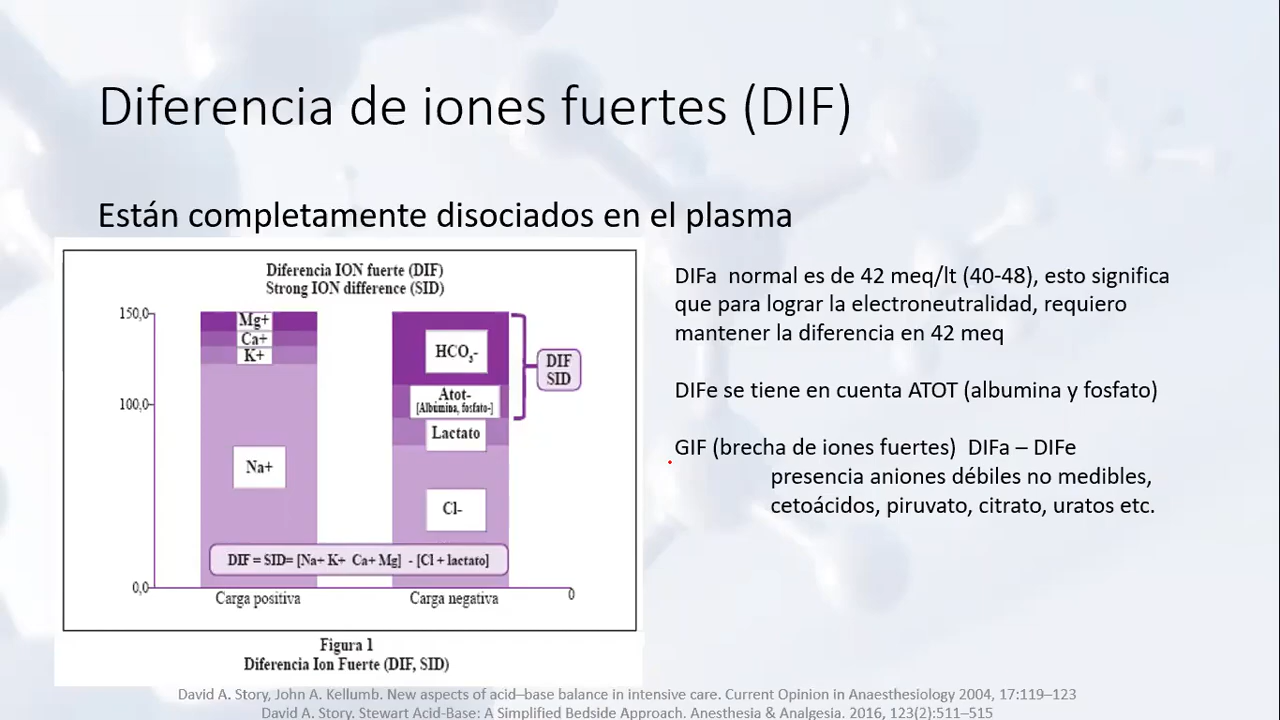 Diferencia de iones fuertes (DIF)
Están completamente disociados en el plasma
Diferencia ION fuerte (DIF)
Strong ION difference (SID)
150,0
100,0
0,0
Mg+
Ca+
K+
Na+
HCO3-
Atot-
[Albúmina, fosfato-]
Lactato
Cl-
DIF
SID
DIF = SID= [Na+ K+ Ca+ Mg] - [Cl + lactato]
Carga positiva
Carga negativa
0
Figura 1
Diferencia Ion Fuerte (DIF, SID)
DIFa normal es de 42 meq/lt (40-48), esto significa
que para lograr la electroneutralidad, requiero
mantener la diferencia en 42 meq
DIFe se tiene en cuenta ATOT (albumina y fosfato)
GIF (brecha de iones fuertes) DIFa – DIFe
presencia aniones débiles no medibles,
cetoácidos, piruvato, citrato, uratos etc.
David A. Story, John A. Kellumb. New aspects of acid–base balance in intensive care. Current Opinion in Anaesthesiology 2004, 17:119–123
David A. Story. Stewart Acid-Base: A Simplified Bedside Approach. Anesthesia & Analgesia. 2016, 123(2):511–515